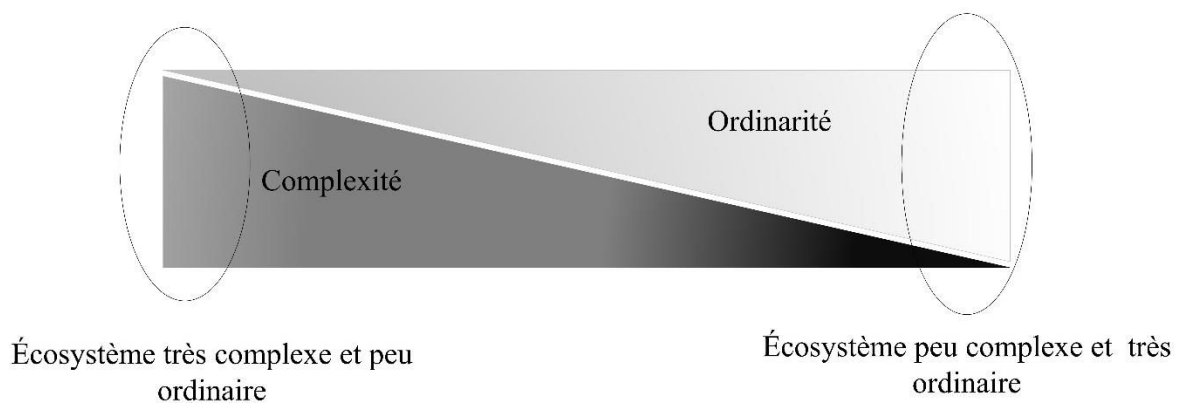 Ordinarité
Complexité
Écosystème très complexe et peu
ordinaire
Écosystème peu complexe et très
ordinaire